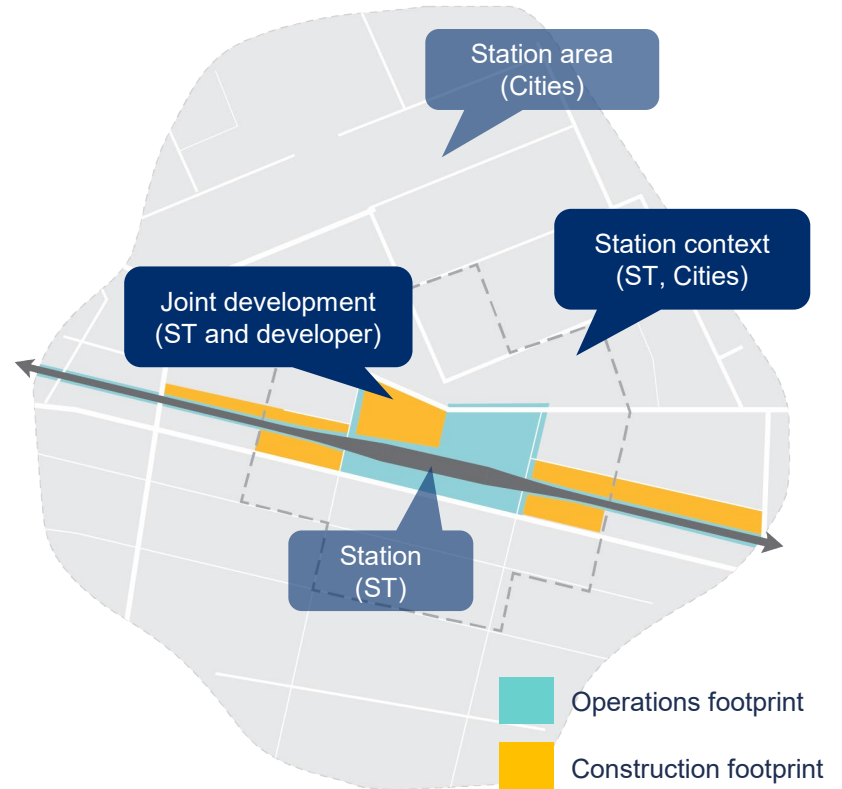 Station area
(Cities)
Station context
(ST, Cities)
Joint development
(ST and developer)
Station
(ST)
Operations footprint
Construction footprint